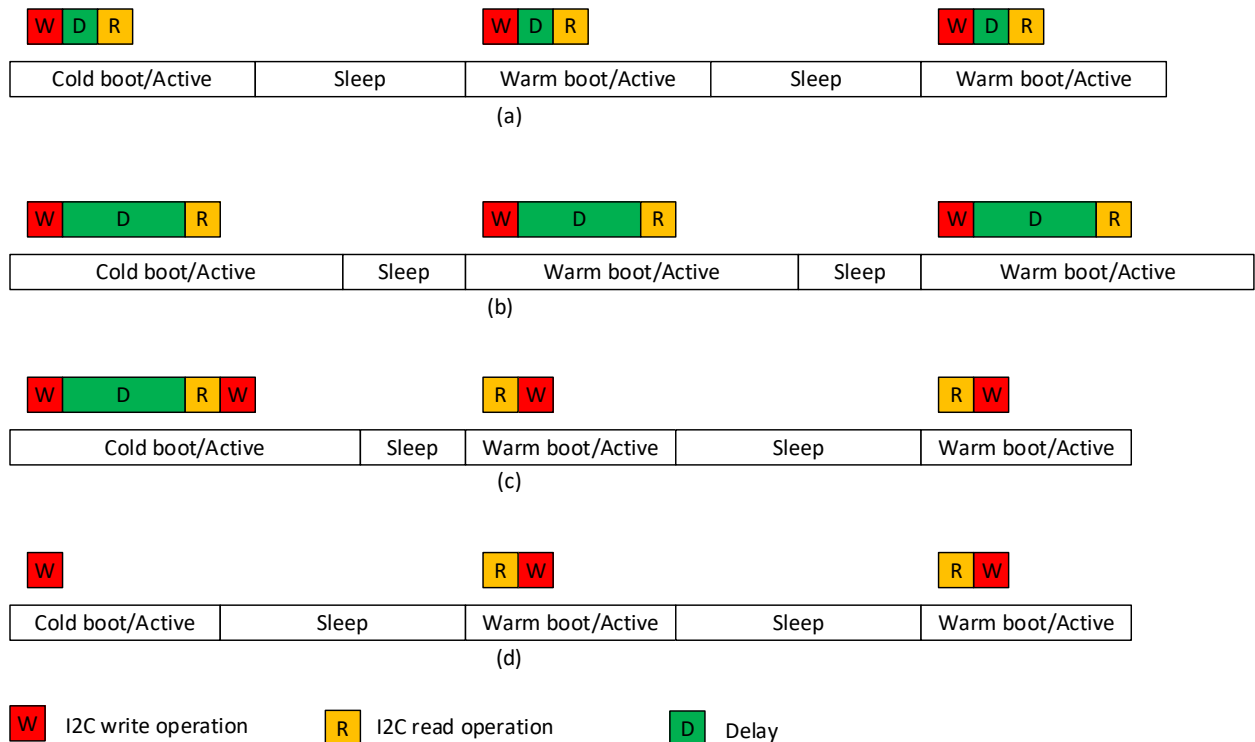 W D R W D R W D R
Cold boot/Active Sleep Warm boot/Active Sleep Warm boot/Active
(a)
W D R W D R W D R
Cold boot/Active Sleep Warm boot/Active Sleep Warm boot/Active
(b)
W D R W R W R W
Cold boot/Active Sleep Warm boot/Active Sleep Warm boot/Active
(c)
W R W R W
Cold boot/Active Sleep Warm boot/Active Sleep Warm boot/Active
(d)
W I2C write operation R I2C read operation D Delay